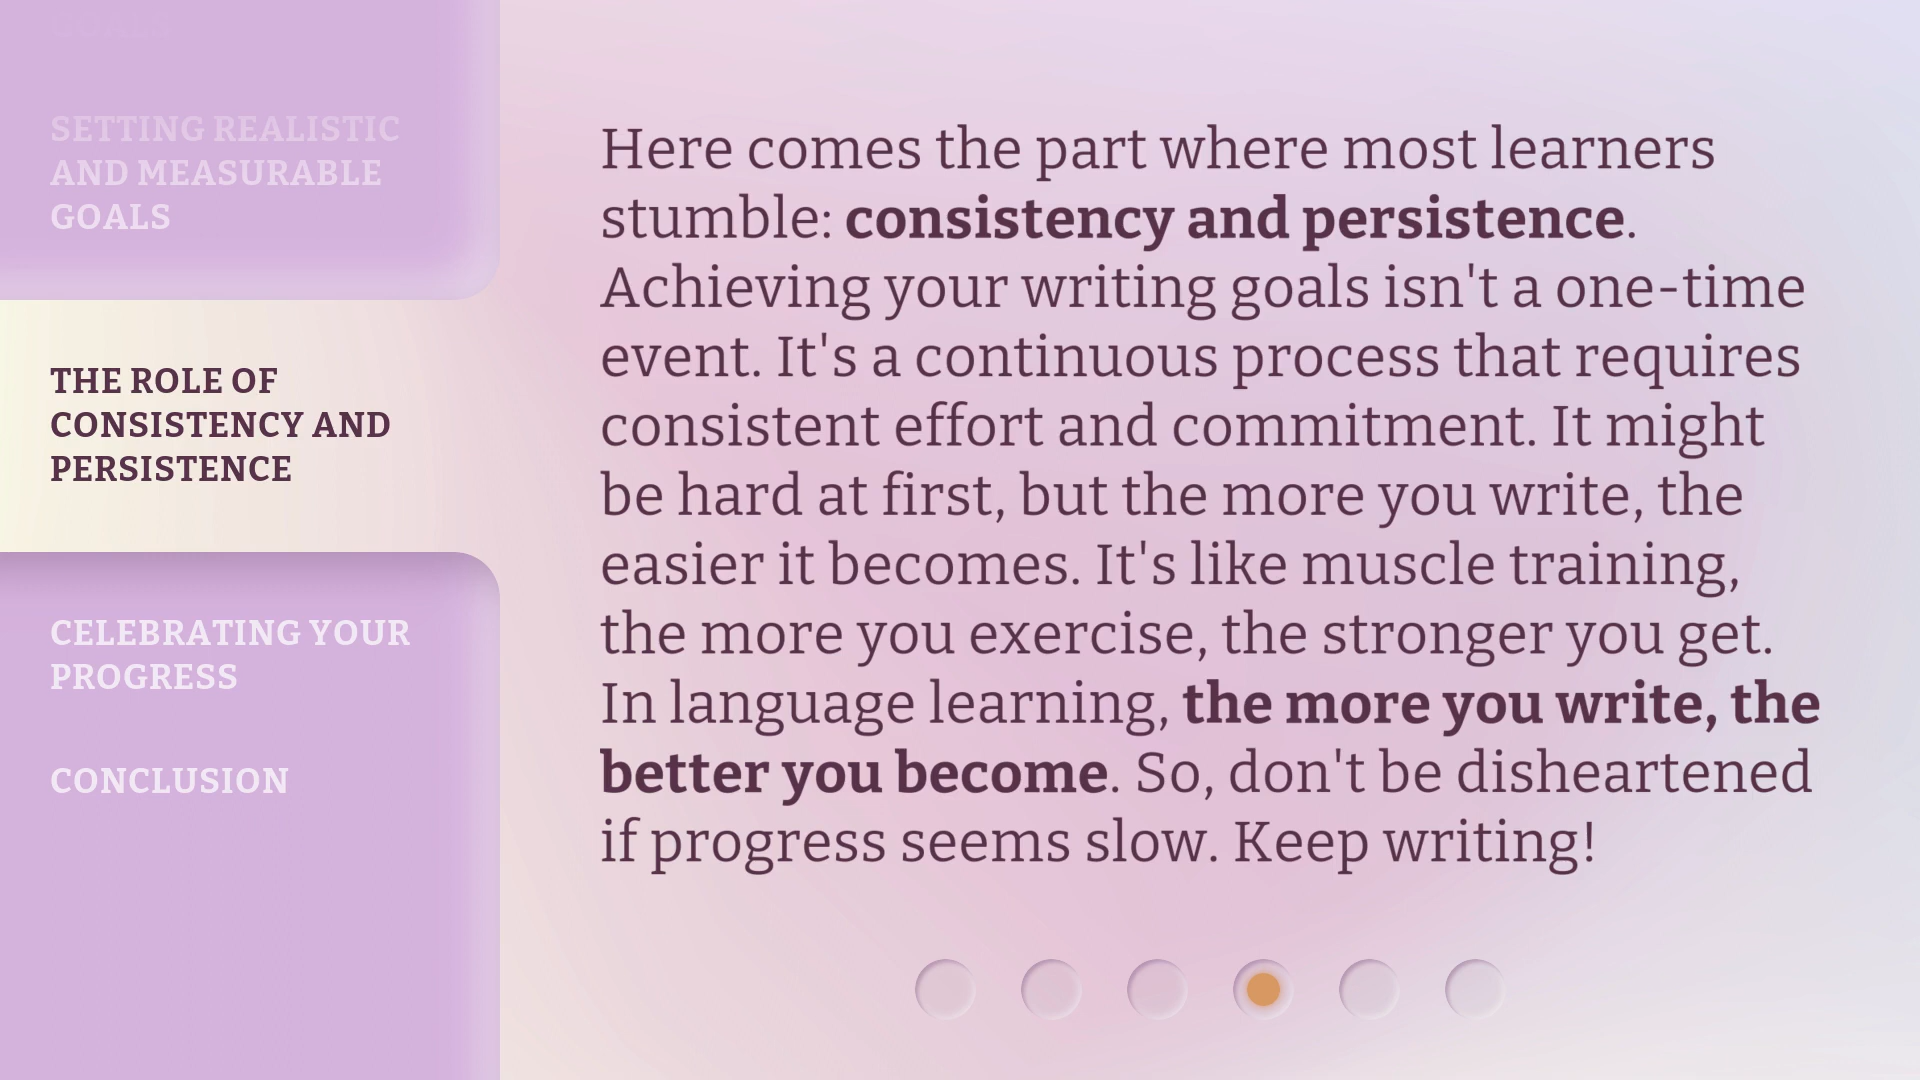 SETTING REALISTIC
AND MEASURABLE
GOALS
THE ROLE OF
CONSISTENCY AND
PERSISTENCE
CELEBRATING YOUR
PROGRESS
CONCLUSION
Here comes the part where most learners
stumble: consistency and persistence.
Achieving your writing goals isn't a one-time
event. It's a continuous process that requires
consistent effort and commitment. It might
be hard at first, but the more you write, the
easier it becomes. It's like muscle training,
the more you exercise, the stronger you get.
In language learning, the more you write, the
better you become. So, don't be disheartened
if progress seems slow. Keep writing!